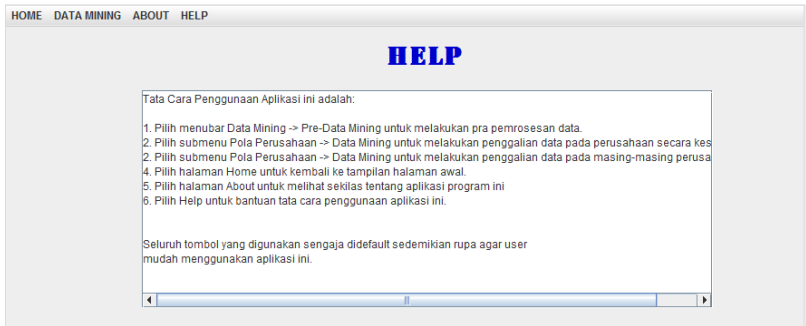 HOME DATA MINING ABOUT HELP
HELP
Tata Cara Penggunaan Aplikasi ini adalah:
1. Pilih menubar Data Mining -> Pre-Data Mining untuk melakukan pra pemrosesan data.
2. Pilih submenu Pola Perusahaan -> Data Mining untuk melakukan penggalian data pada perusahaan secara kes
2. Pilih submenu Pola Perusahaan -> Data Mining untuk melakukan penggalian data pada masing-masing perusa
4. Pilih halaman Home untuk kembali ke tampilan halaman awal.
5. Pilih halaman About untuk melihat sekilas tentang aplikasi program ini
6. Pilih Help untuk bantuan tata cara penggunaan aplikasi ini.
Seluruh tombol yang digunakan sengaja didefault sedemikian rupa agar user
mudah menggunakan aplikasi ini.